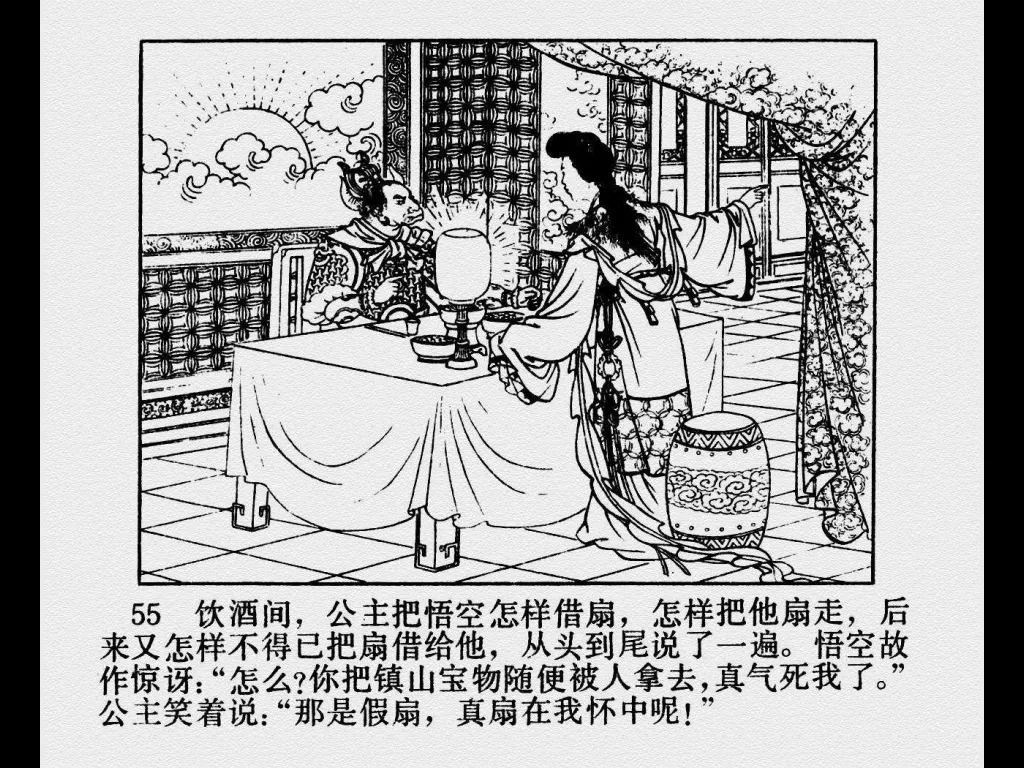 55 饮酒间，公主把悟空怎样借扇，怎样把他扇走，后
来又怎样不得已把扇借给他，从头到尾说了一遍。悟空故
作惊讶：“怎么？你把镇山宝物随便被人拿去，真气死我了。”
公主笑着说：“那是假扇，真扇在我怀中呢！”